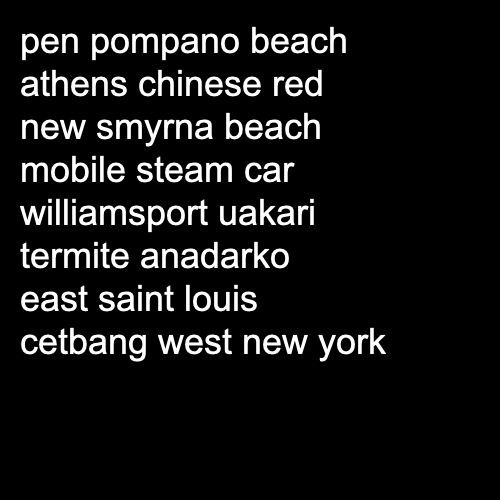 pen pompano beach
athens chinese red
new smyrna beach
mobile steam car
williamsport uakari
termite anadarko
east saint louis
cetbang west new york